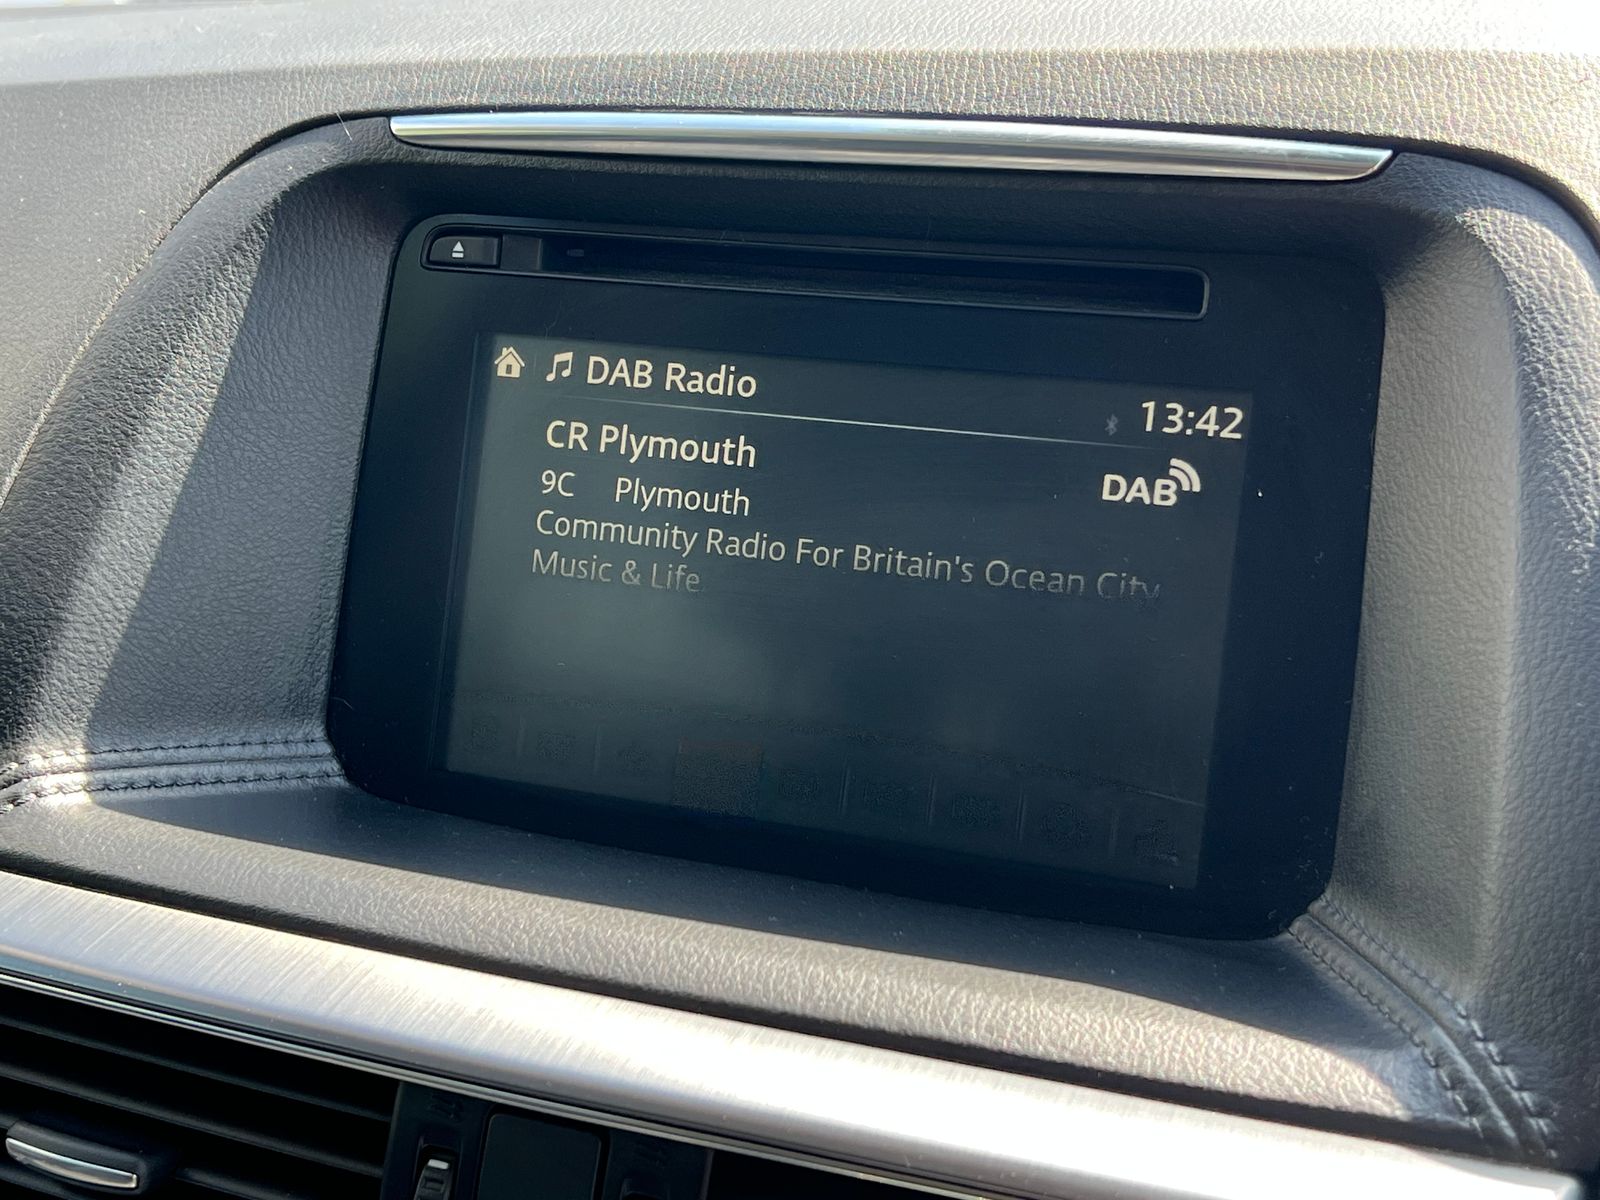 DAB Radio
13:42
CR Plymouth
DAB
9C Plymouth
Community Radio For Britain's Ocean City
Music & Life